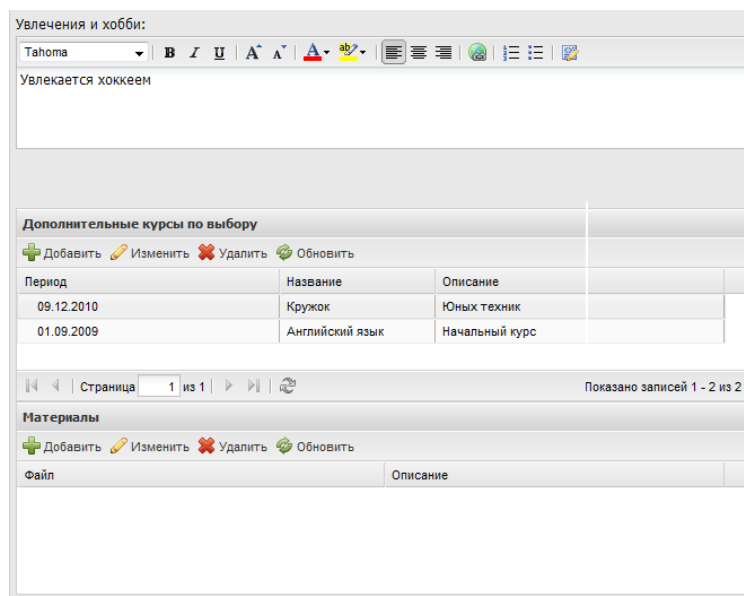 Увлечения и хобби:
Tahoma B I U A A A ab
Увлекается хоккеем
Дополнительные курсы по выбору
Добавить Изменить Удалить Обновить
Период Название Описание
09.12.2010 Кружок Юных техник
01.09.2009 Английский язык Начальный курс
Страница 1 из 1 Показано записей 1 - 2 из 2
Материалы
Добавить Изменить Удалить Обновить
Файл Описание